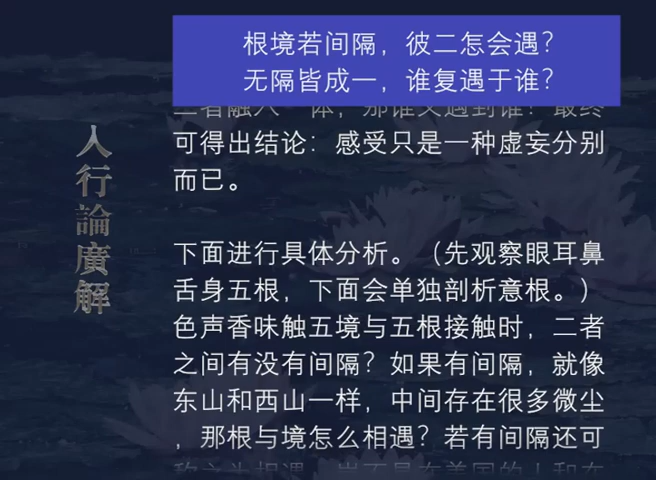 根境若间隔，彼二怎会遇？
无隔皆成一，谁复遇于谁？
二者融入一体，那谁又遇到谁？最终
可得出结论：感受只是一种虚妄分别
而已。
下面进行具体分析。（先观察眼耳鼻
舌身五根，下面会单独剖析意根。）
色声香味触五境与五根接触时，二者
之间有没有间隔？如果有间隔，就像
东山和西山一样，中间存在很多微尘
，那根与境怎么相遇？若有间隔还可
入行論廣解